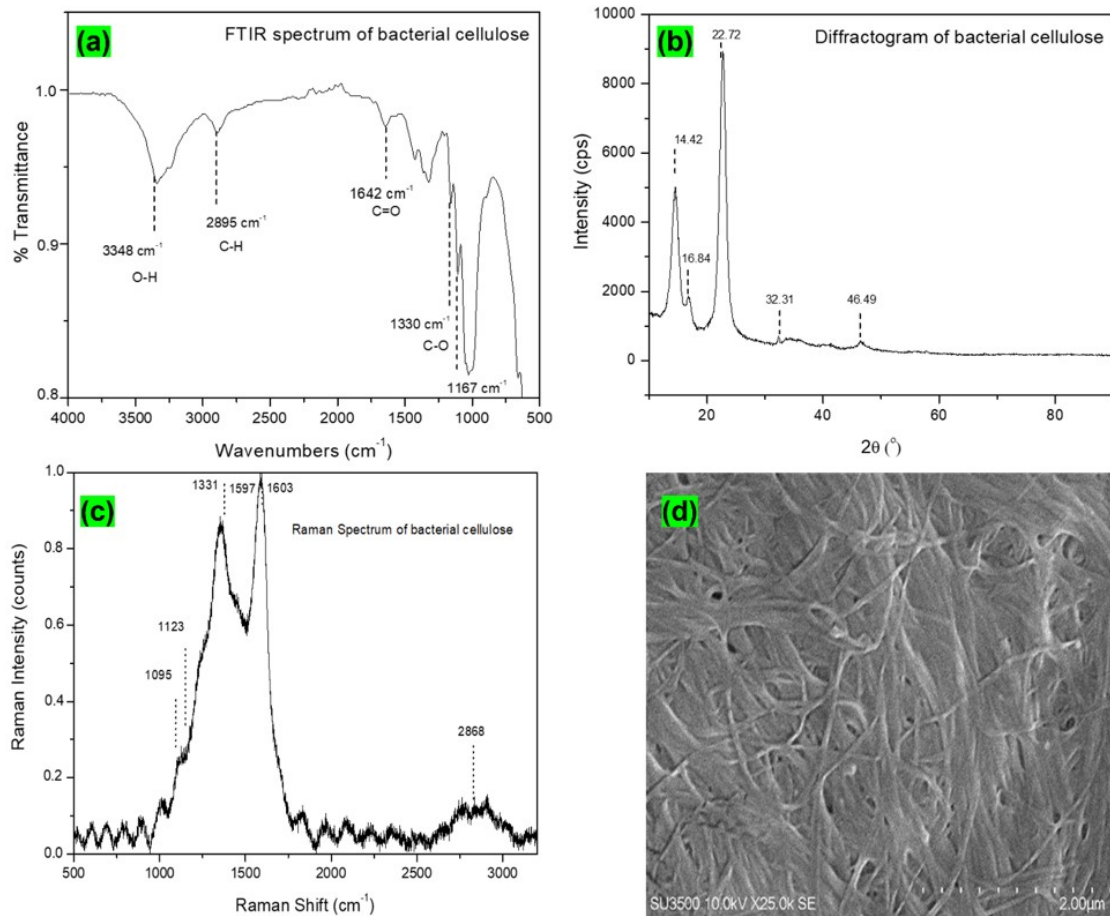 (a)
FTIR spectrum of bacterial cellulose
% Transmittance
1.0
0.9
0.8
3348 cm⁻¹
O-H
2895 cm⁻¹
C-H
1642 cm⁻¹
C=O
1330 cm⁻¹
C-O
1167 cm⁻¹
4000 3500 3000 2500 2000 1500 1000 500
Wavenumbers (cm⁻¹)
(b)
Diffractogram of bacterial cellulose
Intensity (cps)
10000
8000
6000
4000
2000
0
22.72
14.42
16.84
32.31
46.49
20 40 60 80
2θ (°)
(c)
Raman Spectrum of bacterial cellulose
Raman Intensity (counts)
1.0
0.8
0.6
0.4
0.2
0.0
1331 1597 1603
1123
1095
2868
500 1000 1500 2000 2500 3000
Raman Shift (cm⁻¹)
(d)
SU3500 10.0kV X25.0k SE
2.00μm